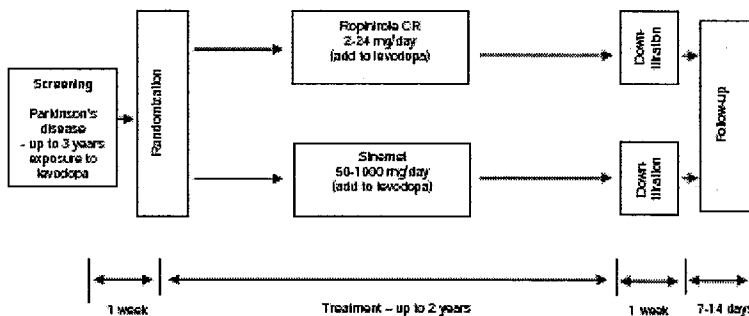 Screening
Parkinson's
disease
– up to 3 years
exposure to
levodopa
Randomization
Ropinirole CR
2-24 mg/day
(add to levodopa)
Sinemet
50-1000 mg/day
(add to levodopa)
Down-
titration
Down-
titration
Follow-up
1 week
Treatment – up to 2 years
1 week
7-14 days